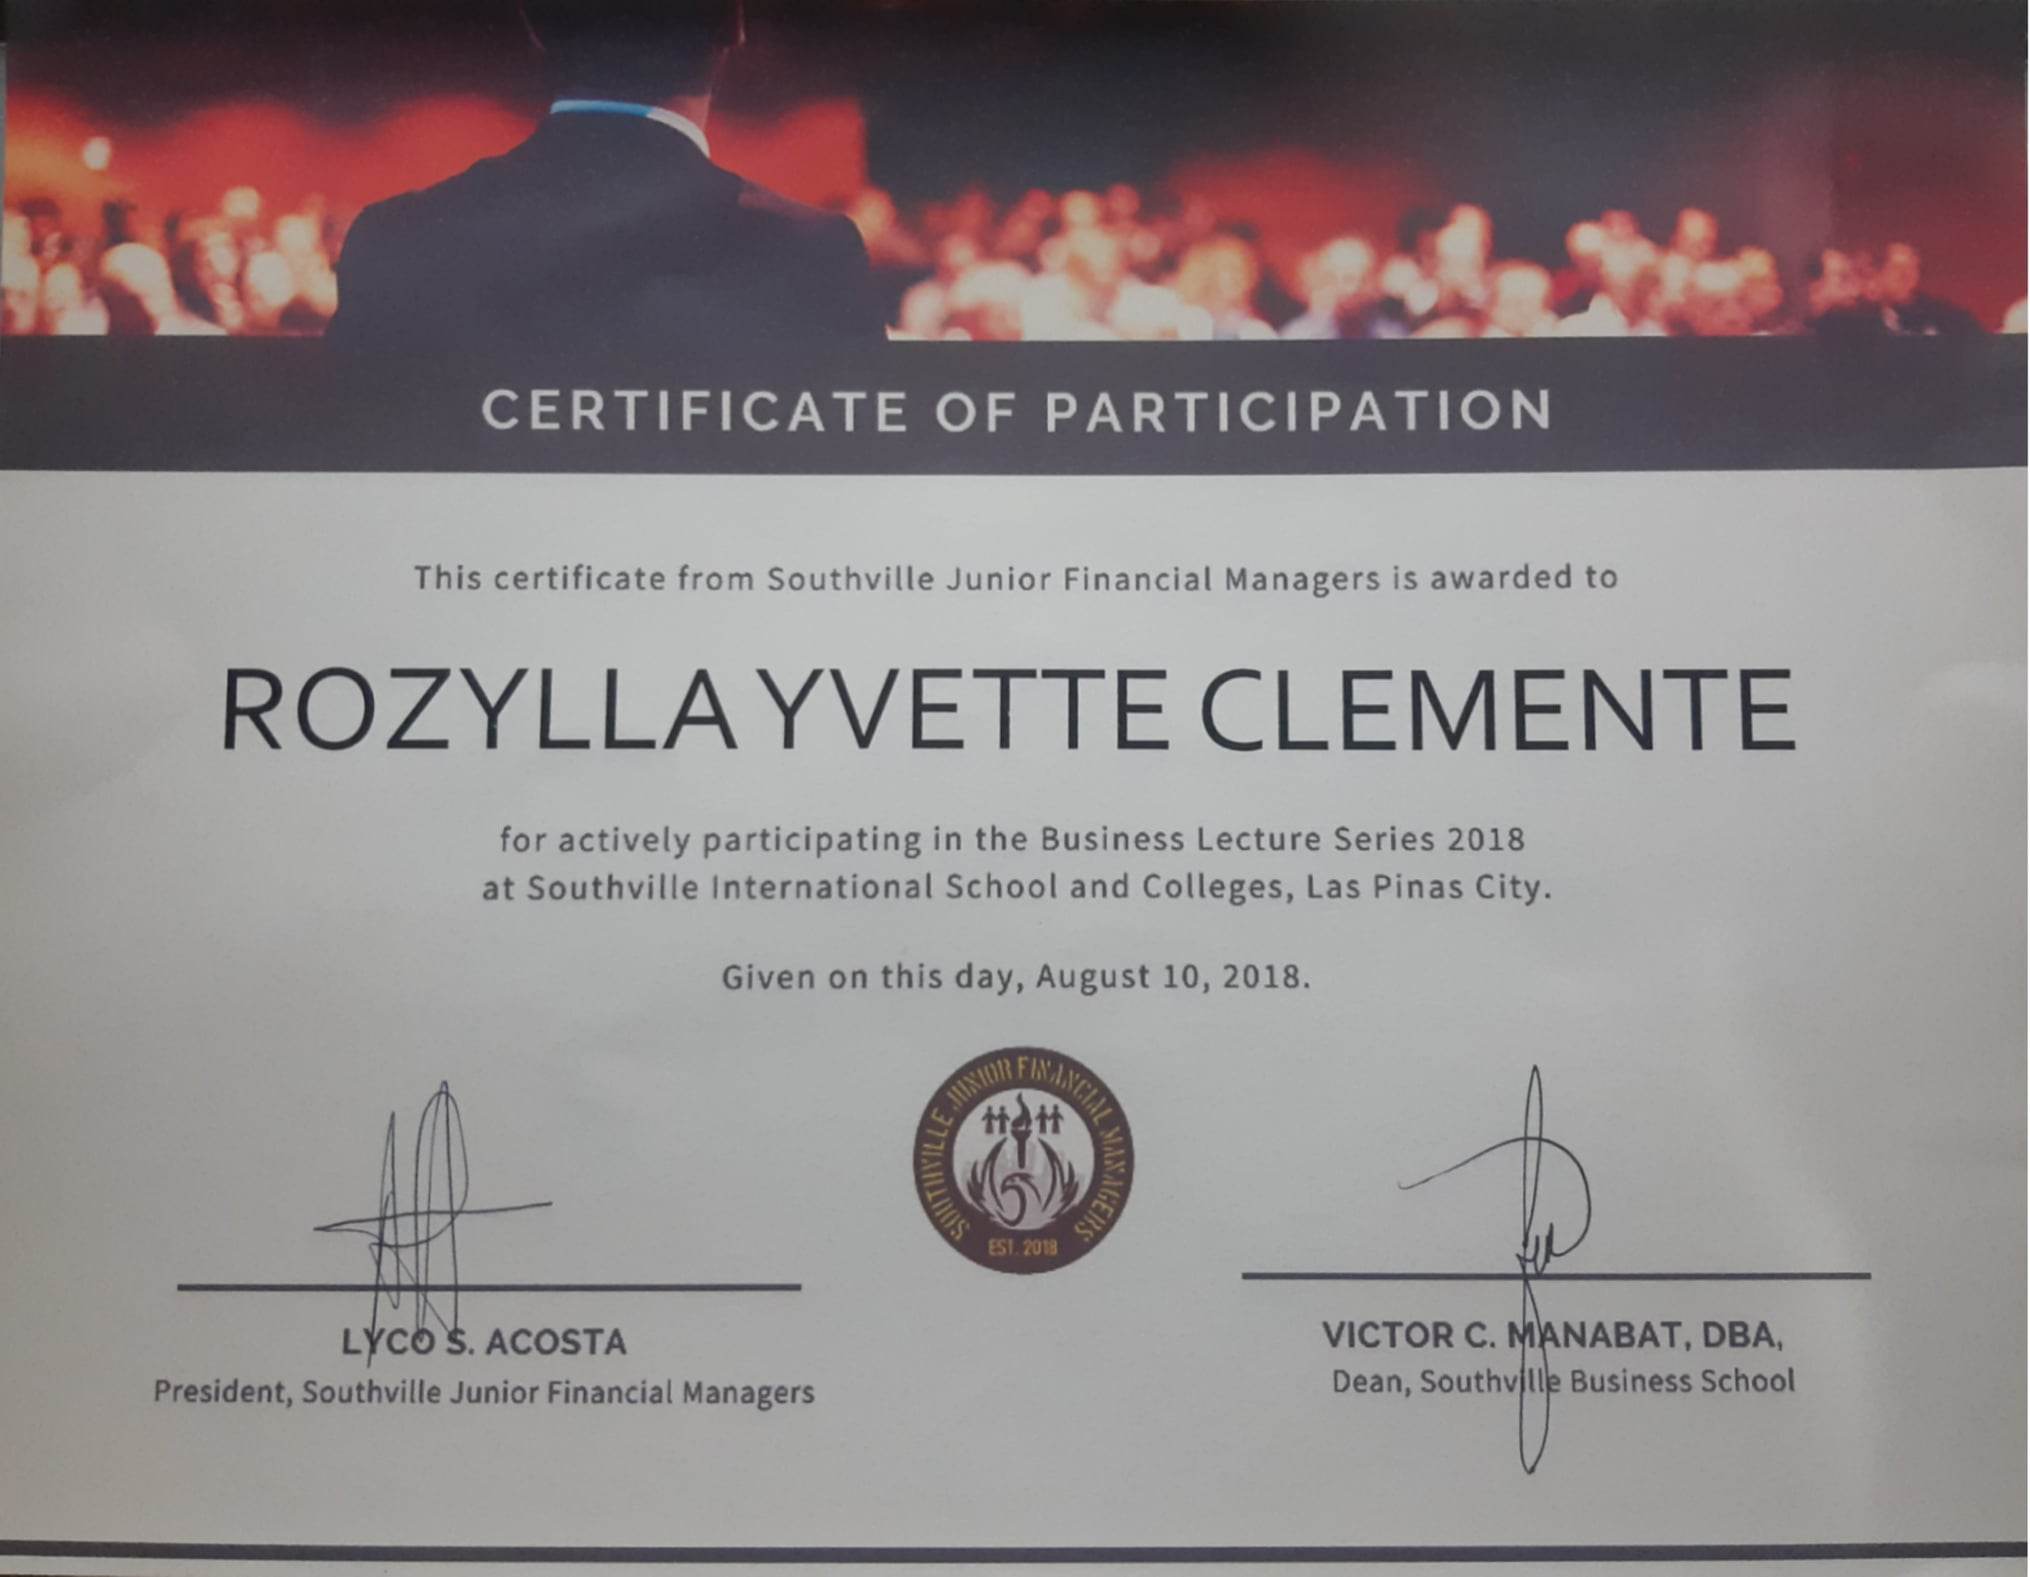 CERTIFICATE OF PARTICIPATION
This certificate from Southville Junior Financial Managers is awarded to
ROZYLLA YVETTE CLEMENTE
for actively participating in the Business Lecture Series 2018
at Southville International School and Colleges, Las Pinas City.
Given on this day, August 10, 2018.
SOUTHVILLE JUNIOR FINANCIAL MANAGERS
EST. 2018
LYCO S. ACOSTA
President, Southville Junior Financial Managers
VICTOR C. MANABAT, DBA,
Dean, Southville Business School